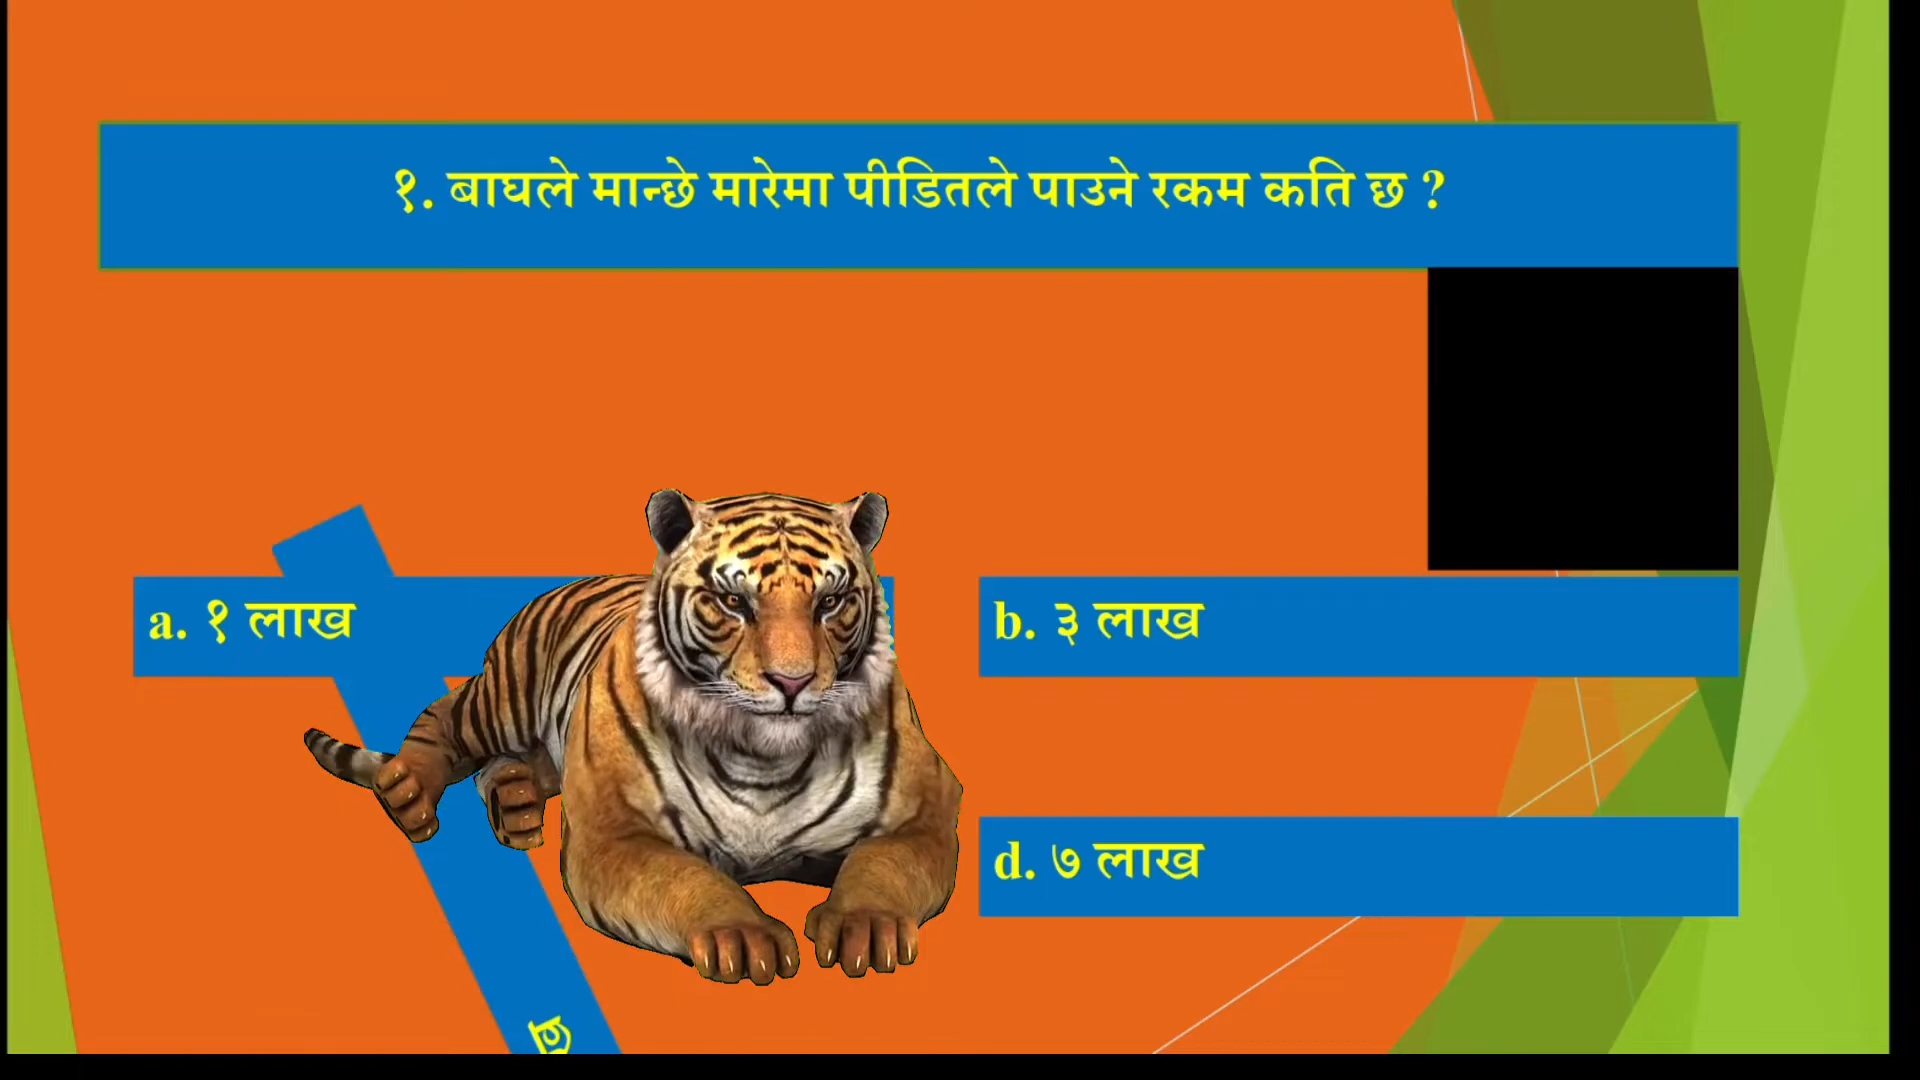 १. बाघले मान्छे मारेमा पीडितले पाउने रकम कति छ ?
a. १ लाख
b. ३ लाख
d. ७ लाख